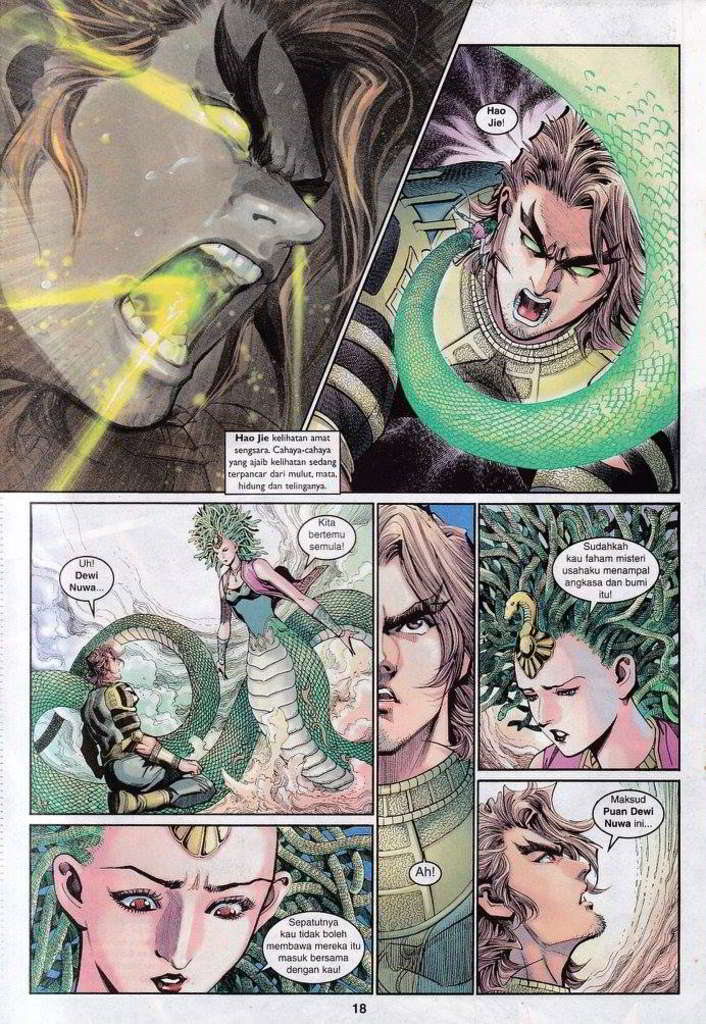 Hao
Jie!
Hao Jie kelihatan amat
sengsara. Cahaya-cahaya
yang ajaib kelihatan sedang
terpancar dari mulut, mata,
hidung dan telinganya.
Uh!
Dewi
Nuwa...
Kita
bertemu
semula!
Ah!
Sudahkah
kau faham misteri
usahaku menampal
angkasa dan bumi
itu!
Maksud
Puan Dewi
Nuwa ini...
Sepatutnya
kau tidak boleh
membawa mereka itu
masuk bersama
dengan kau!
18